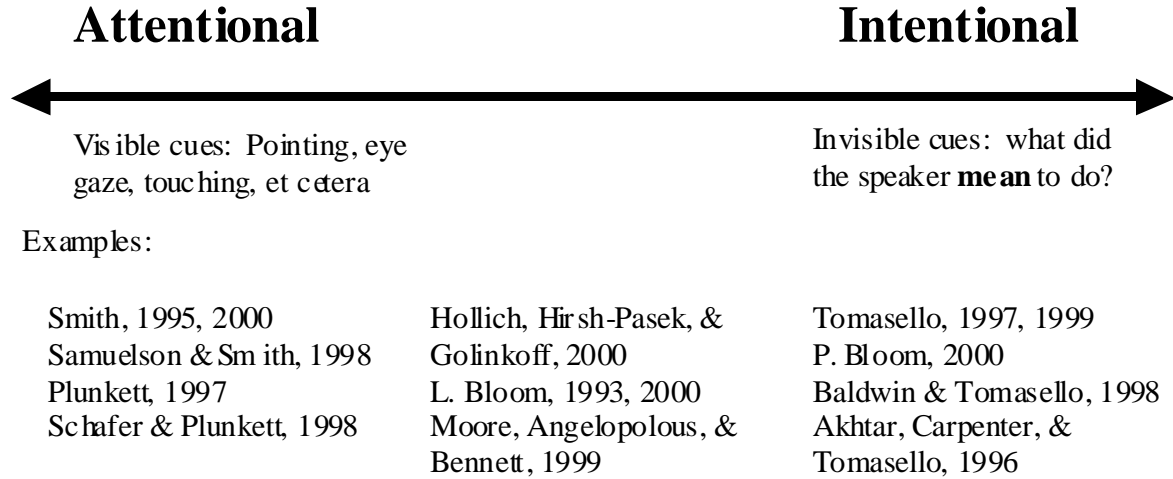 Attentional Intentional
Visible cues: Pointing, eye
gaze, touching, et cetera
Invisible cues: what did
the speaker mean to do?
Examples:
Smith, 1995, 2000
Samuelson & Smith, 1998
Plunkett, 1997
Schafer & Plunkett, 1998
Hollich, Hirsh-Pasek, &
Golinkoff, 2000
L. Bloom, 1993, 2000
Moore, Angelopolous, &
Bennett, 1999
Tomasello, 1997, 1999
P. Bloom, 2000
Baldwin & Tomasello, 1998
Akhtar, Carpenter, &
Tomasello, 1996